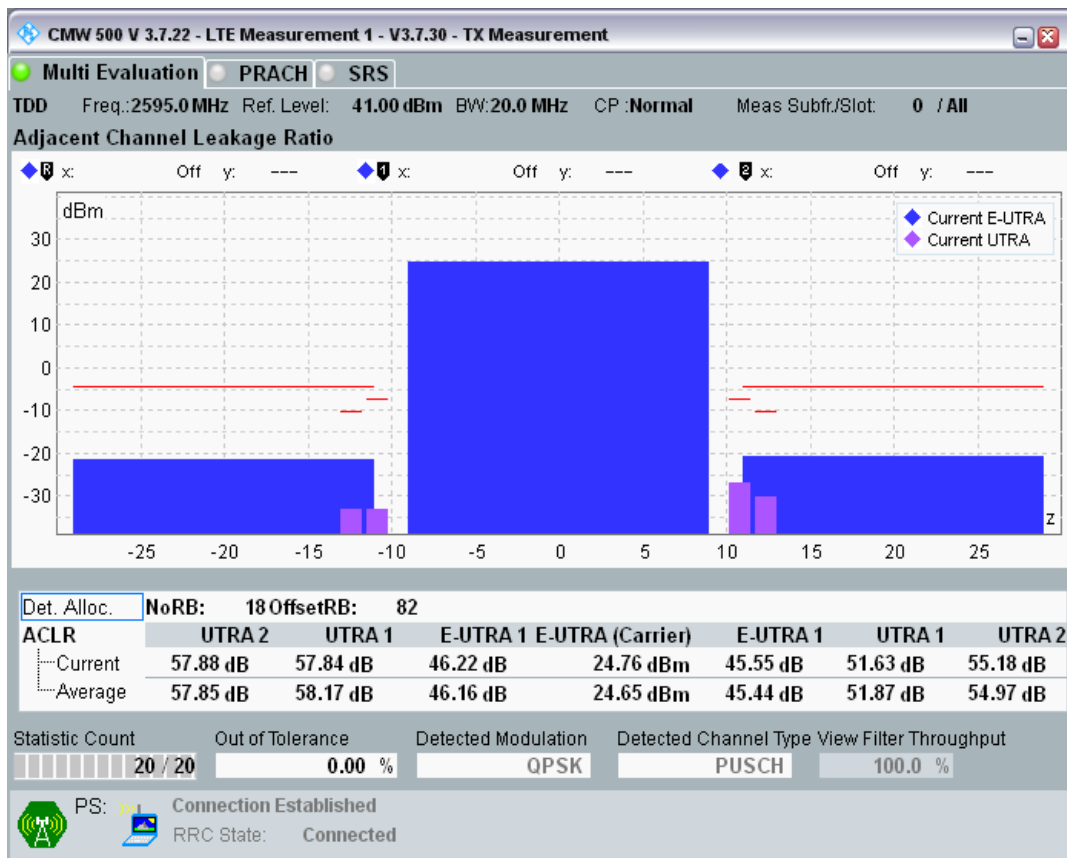 CMW 500 V 3.7.22 - LTE Measurement 1 - V3.7.30 - TX Measurement
Multi Evaluation PRACH SRS
TDD Freq.:2595.0 MHz Ref. Level: 41.00 dBm BW:20.0 MHz CP :Normal Meas Subfr./Slot: 0 / All
Adjacent Channel Leakage Ratio
R x: Off y: --- 1 x: Off y: --- 2 x: Off y: ---
dBm
Current E-UTRA
Current UTRA
30
20
10
0
-10
-20
-30
z
-25 -20 -15 -10 -5 0 5 10 15 20 25
Det. Alloc. NoRB: 18 OffsetRB: 82
ACLR UTRA 2 UTRA 1 E-UTRA 1 E-UTRA (Carrier) E-UTRA 1 UTRA 1 UTRA 2
Current 57.88 dB 57.84 dB 46.22 dB 24.76 dBm 45.55 dB 51.63 dB 55.18 dB
Average 57.85 dB 58.17 dB 46.16 dB 24.65 dBm 45.44 dB 51.87 dB 54.97 dB
Statistic Count Out of Tolerance Detected Modulation Detected Channel Type View Filter Throughput
20 / 20 0.00 % QPSK PUSCH 100.0 %
PS: Connection Established
RRC State: Connected